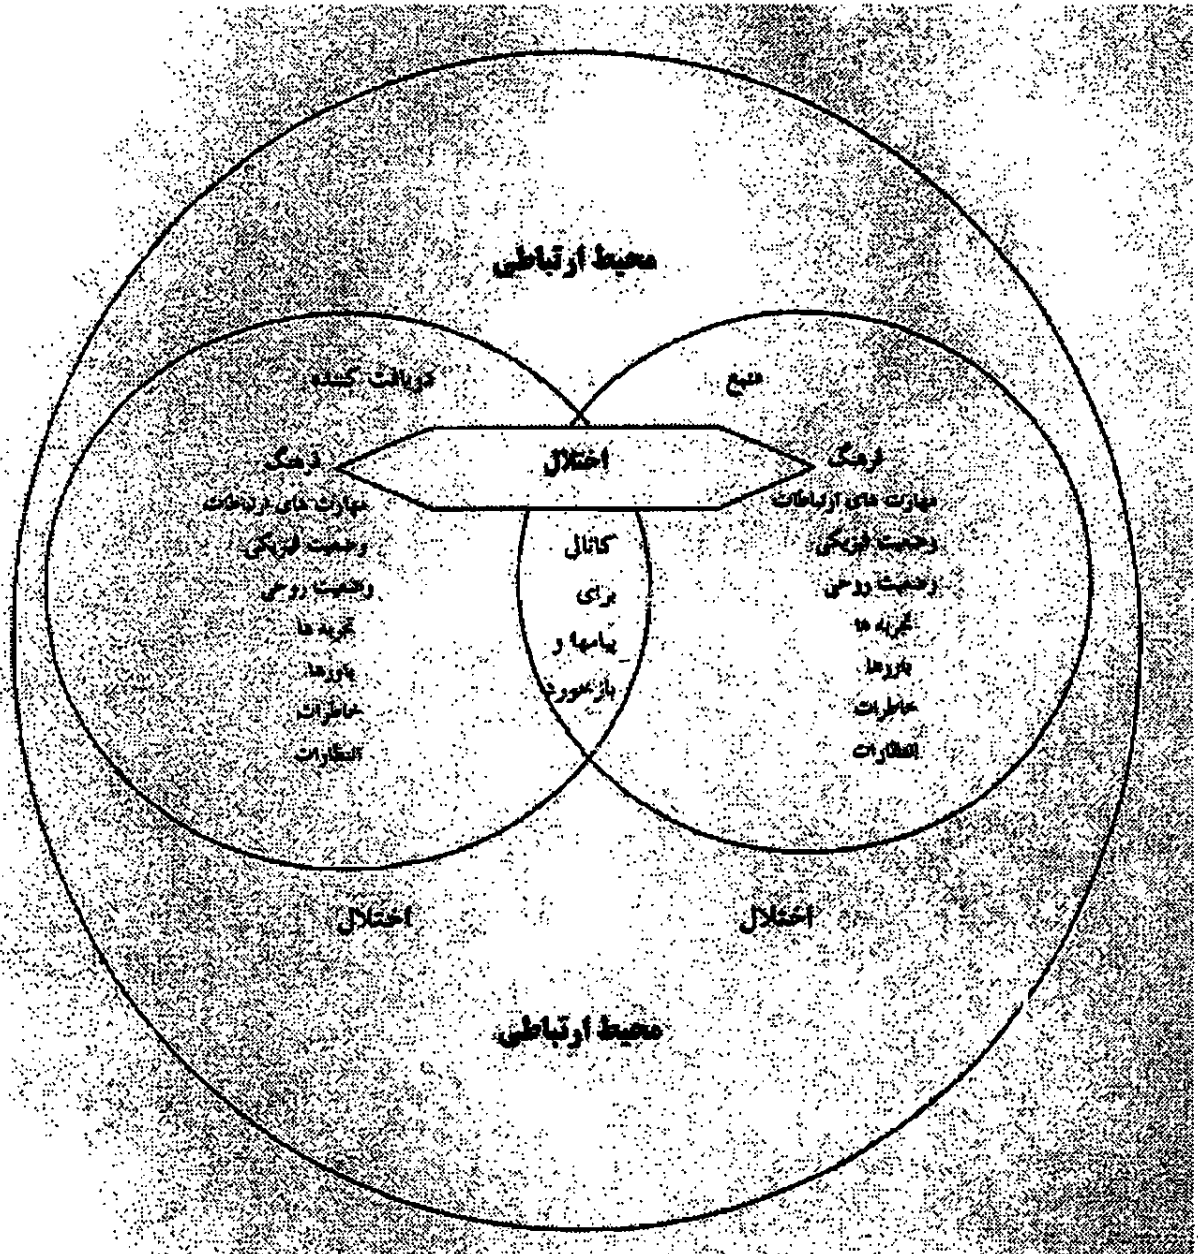 محیط ارتباطی
منبع
دریافت کننده
اختلال
فرهنگ
مهارت های ارتباطات
وضعیت فیزیکی
وضعیت روحی
تجربه ها
باورها
خاطرات
انتظارات
کانالی
برای
پیامها و
بازخورد
فرهنگ
مهارت های ارتباطات
وضعیت فیزیکی
وضعیت روحی
تجربه ها
باورها
خاطرات
انتظارات
اختلال
اختلال
محیط ارتباطی